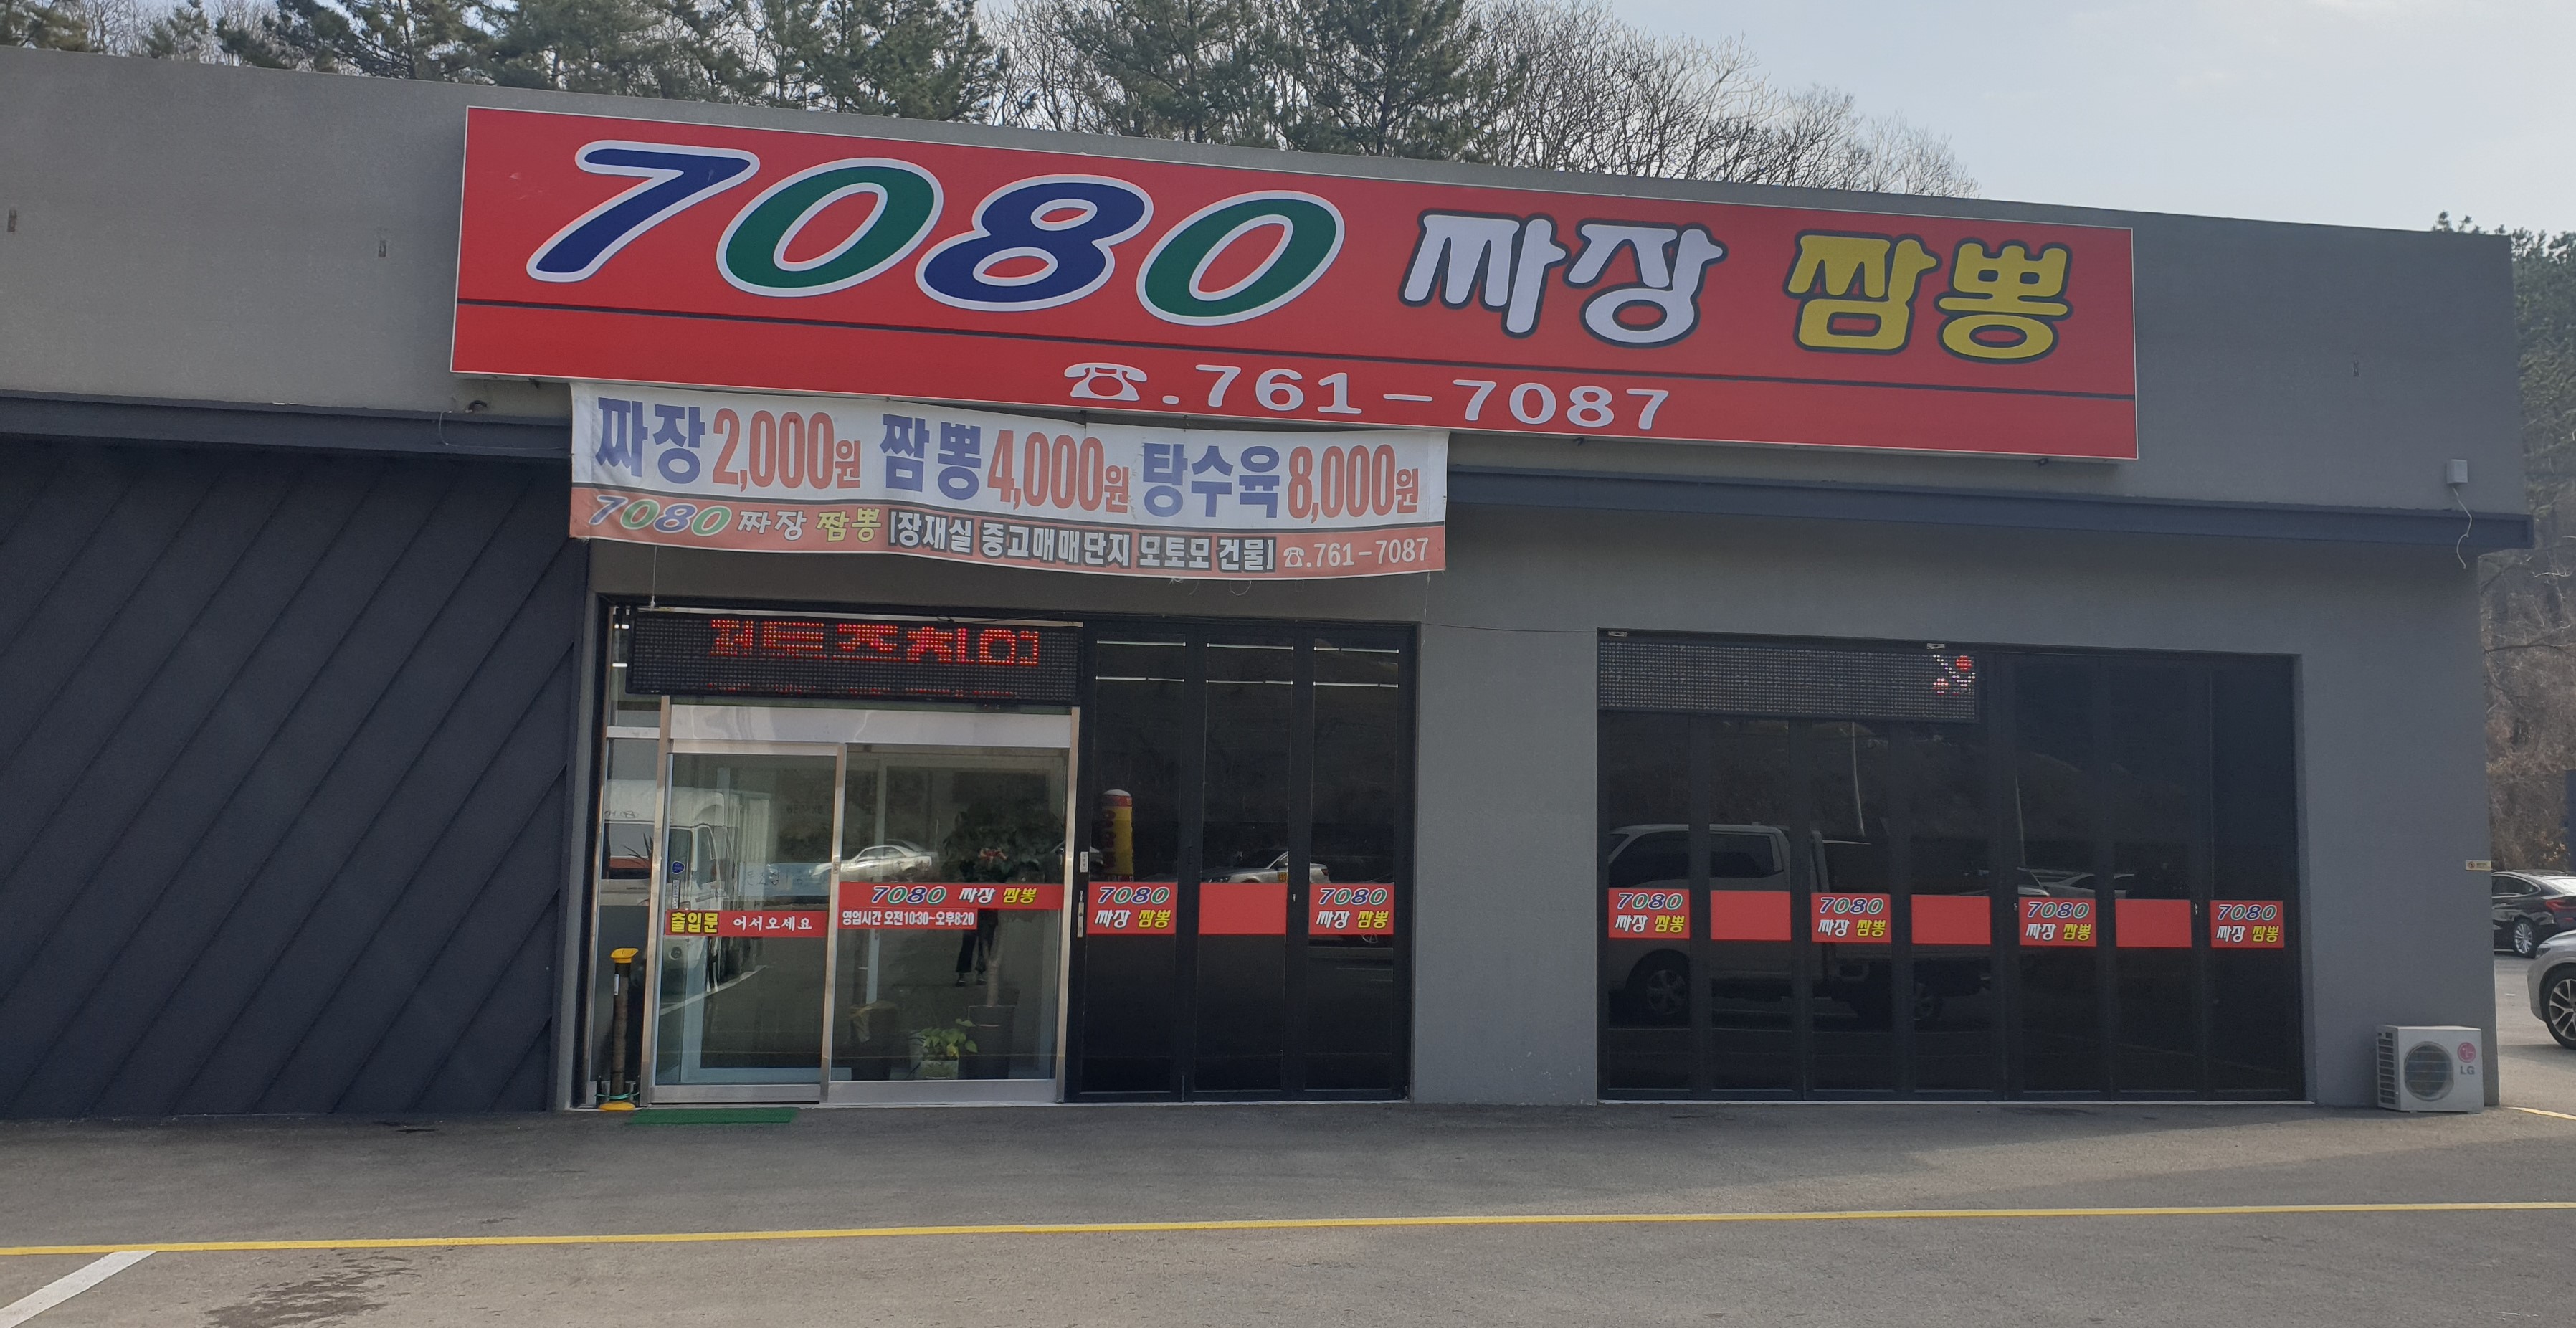 7080 짜장 짬뽕
☎.761-7087
짜장 2,000원 짬뽕 4,000원 탕수육 8,000원
7080 짜장 짬뽕 [장재실 중고매매단지 모토모 건물] ☎.761-7087
출입문 어서오세요
7080 짜장 짬뽕
영업시간 오전10:30~오후8:20
7080
짜장 짬뽕
7080
짜장 짬뽕
7080
짜장 짬뽕
7080
짜장 짬뽕
7080
짜장 짬뽕
7080
짜장 짬뽕
LG